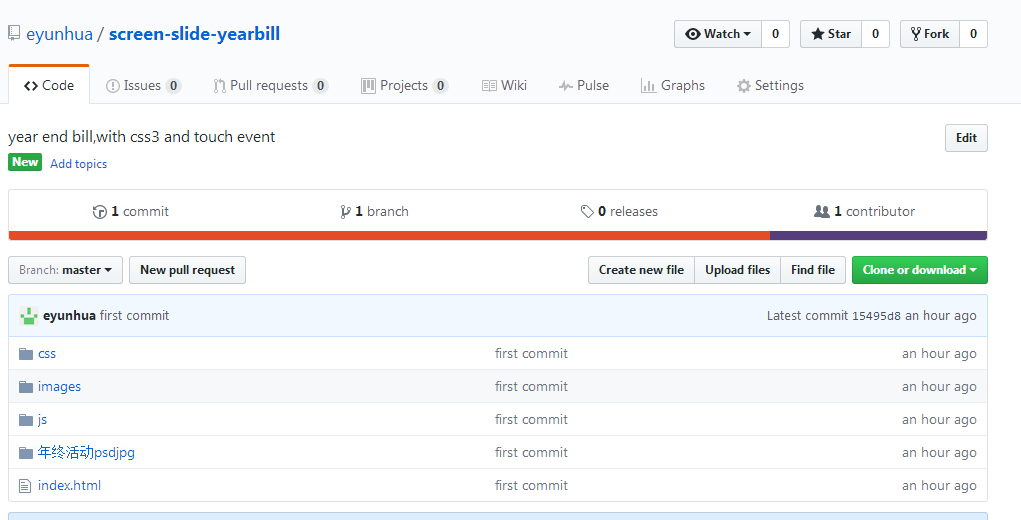 eyunhua / screen-slide-yearbill
Watch 0 Star 0 Fork 0
Code Issues 0 Pull requests 0 Projects 0 Wiki Pulse Graphs Settings
year end bill,with css3 and touch event
Edit
New Add topics
1 commit 1 branch 0 releases 1 contributor
Branch: master New pull request Create new file Upload files Find file Clone or download
eyunhua first commit Latest commit 15495d8 an hour ago
css first commit an hour ago
images first commit an hour ago
js first commit an hour ago
年终活动psdjpg first commit an hour ago
index.html first commit an hour ago